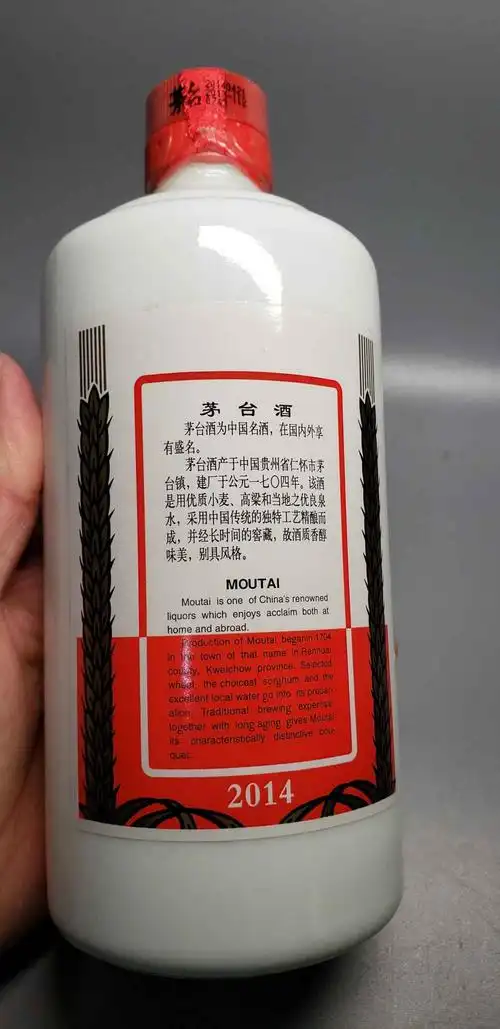 茅台
茅台酒
茅台酒为中国名酒，在国内外享
有盛名。
茅台酒产于中国贵州省仁怀市茅
台镇，建厂于公元一七〇四年。该酒
是用优质小麦、高粱和当地之优良泉
水，采用中国传统的独特工艺精酿而
成，并经长时间的窖藏，故酒质香醇
味美，别具风格。
MOUTAI
Moutai is one of China's renowned
liquors which enjoys acclaim both at
home and abroad.
Production of Moutai began in 1704
in the town of that name in Renhuai
county, Kweichow province. Selected
wheat, the choicest sorghum and the
excellent local water go into its prepar-
ation. Traditional brewing expertise
together with long aging gives Moutai
its characteristically distinctive bou-
quet.
2014